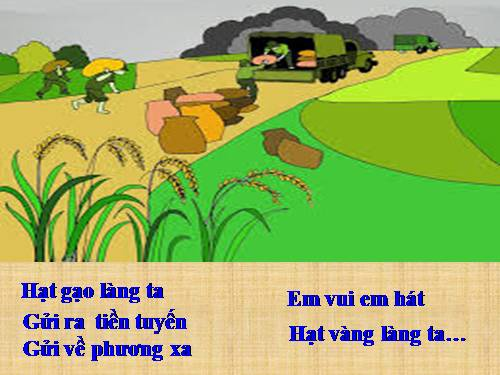 Hạt gạo làng ta
Gửi ra tiền tuyến
Gửi về phương xa
Em vui em hát
Hạt vàng làng ta...